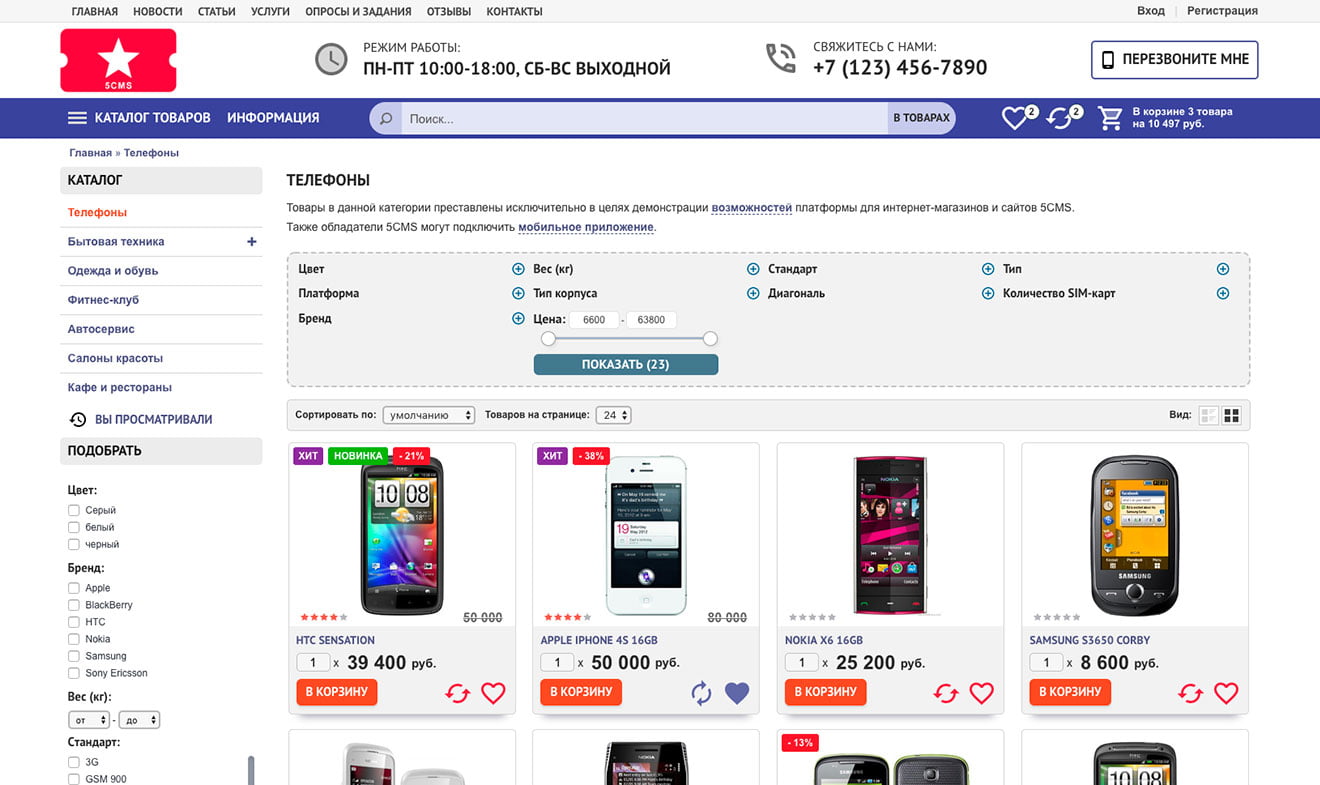 ГЛАВНАЯ НОВОСТИ СТАТЬИ УСЛУГИ ОПРОСЫ И ЗАДАНИЯ ОТЗЫВЫ КОНТАКТЫ Вход Регистрация
5CMS
РЕЖИМ РАБОТЫ:
ПН-ПТ 10:00-18:00, СБ-ВС ВЫХОДНОЙ
СВЯЖИТЕСЬ С НАМИ:
+7 (123) 456-7890
ПЕРЕЗВОНИТЕ МНЕ
КАТАЛОГ ТОВАРОВ ИНФОРМАЦИЯ
Поиск... В ТОВАРАХ
2 2
В корзине 3 товара
на 10 497 руб.
Главная » Телефоны
КАТАЛОГ
Телефоны
Бытовая техника +
Одежда и обувь
Фитнес-клуб
Автосервис
Салоны красоты
Кафе и рестораны
ВЫ ПРОСМАТРИВАЛИ
ПОДОБРАТЬ
Цвет:
Серый
белый
черный
Бренд:
Apple
BlackBerry
HTC
Nokia
Samsung
Sony Ericsson
Вес (кг):
от - до
Стандарт:
3G
GSM 900
ТЕЛЕФОНЫ
Товары в данной категории преставлены исключительно в целях демонстрации возможностей платформы для интернет-магазинов и сайтов 5CMS.
Также обладатели 5CMS могут подключить мобильное приложение.
Цвет Вес (кг) Стандарт Тип
Платформа Тип корпуса Диагональ Количество SIM-карт
Бренд Цена: 6600 - 63800
ПОКАЗАТЬ (23)
Сортировать по: умолчанию Товаров на странице: 24 Вид:
ХИТ НОВИНКА - 21%
50 000
HTC SENSATION
1 x 39 400 руб.
В КОРЗИНУ
ХИТ - 38%
80 000
APPLE IPHONE 4S 16GB
1 x 50 000 руб.
В КОРЗИНУ
NOKIA
NOKIA X6 16GB
1 x 25 200 руб.
В КОРЗИНУ
SAMSUNG
SAMSUNG S3650 CORBY
1 x 8 600 руб.
В КОРЗИНУ
- 13%